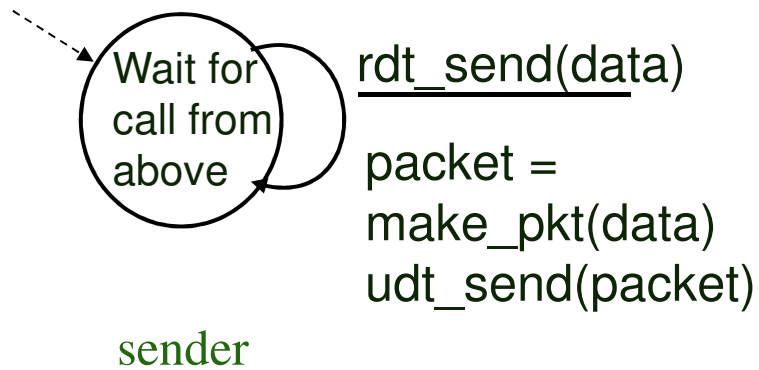 Wait for
call from
above
rdt_send(data)
packet =
make_pkt(data)
udt_send(packet)
sender